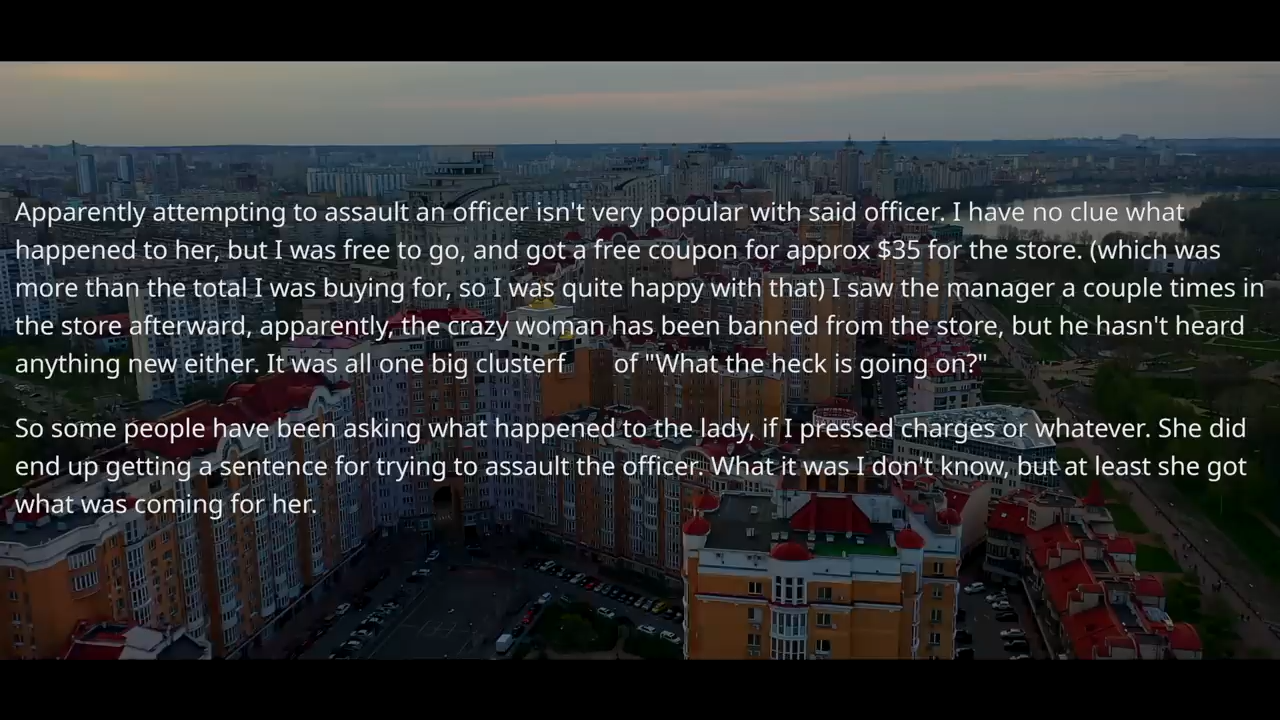 Apparently attempting to assault an officer isn't very popular with said officer. I have no clue what
happened to her, but I was free to go, and got a free coupon for approx $35 for the store. (which was
more than the total I was buying for, so I was quite happy with that) I saw the manager a couple times in
the store afterward, apparently, the crazy woman has been banned from the store, but he hasn't heard
anything new either. It was all one big clusterf of "What the heck is going on?"
So some people have been asking what happened to the lady, if I pressed charges or whatever. She did
end up getting a sentence for trying to assault the officer. What it was I don't know, but at least she got
what was coming for her.